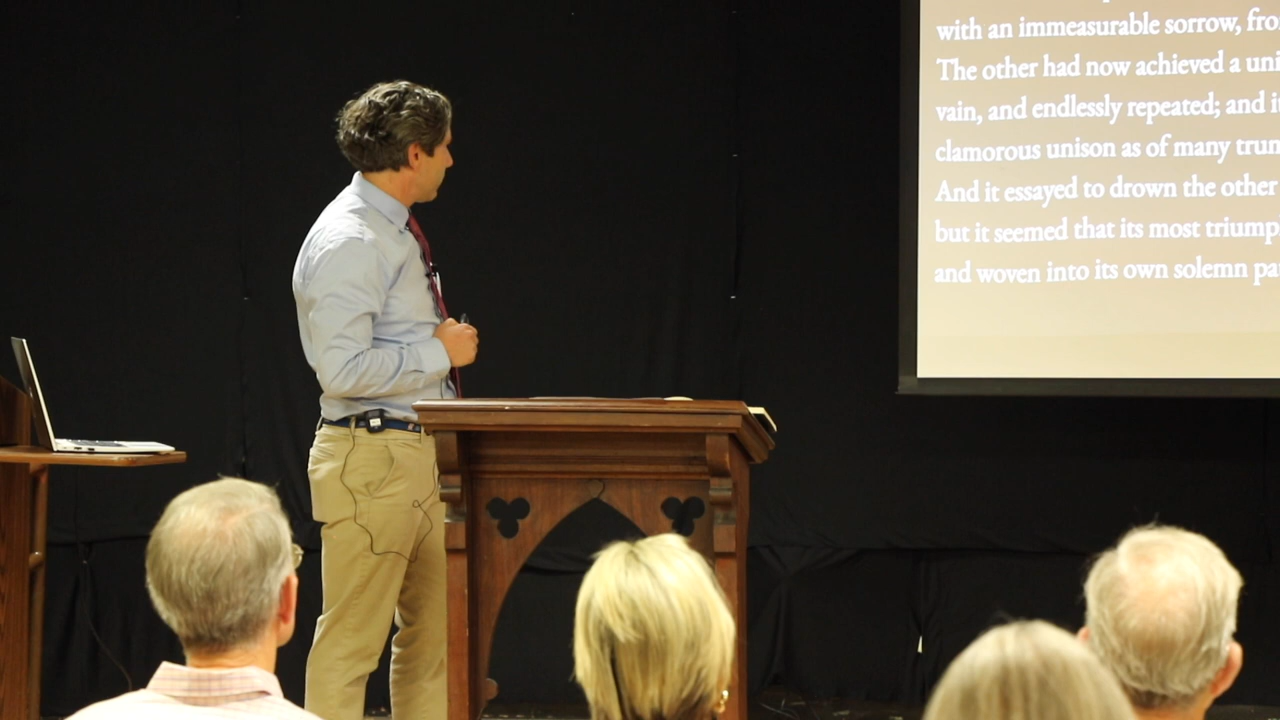 with an immeasurable sorrow, fro
The other had now achieved a uni
vain, and endlessly repeated; and i
clamorous unison as of many trum
And it essayed to drown the other
but it seemed that its most triump
and woven into its own solemn pa